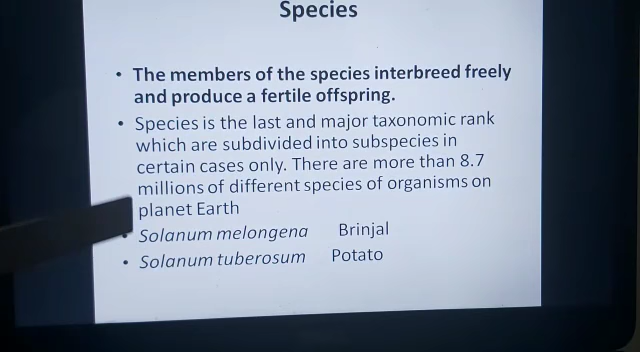 Species
• The members of the species interbreed freely
and produce a fertile offspring.
• Species is the last and major taxonomic rank
which are subdivided into subspecies in
certain cases only. There are more than 8.7
millions of different species of organisms on
planet Earth
• Solanum melongena Brinjal
• Solanum tuberosum Potato